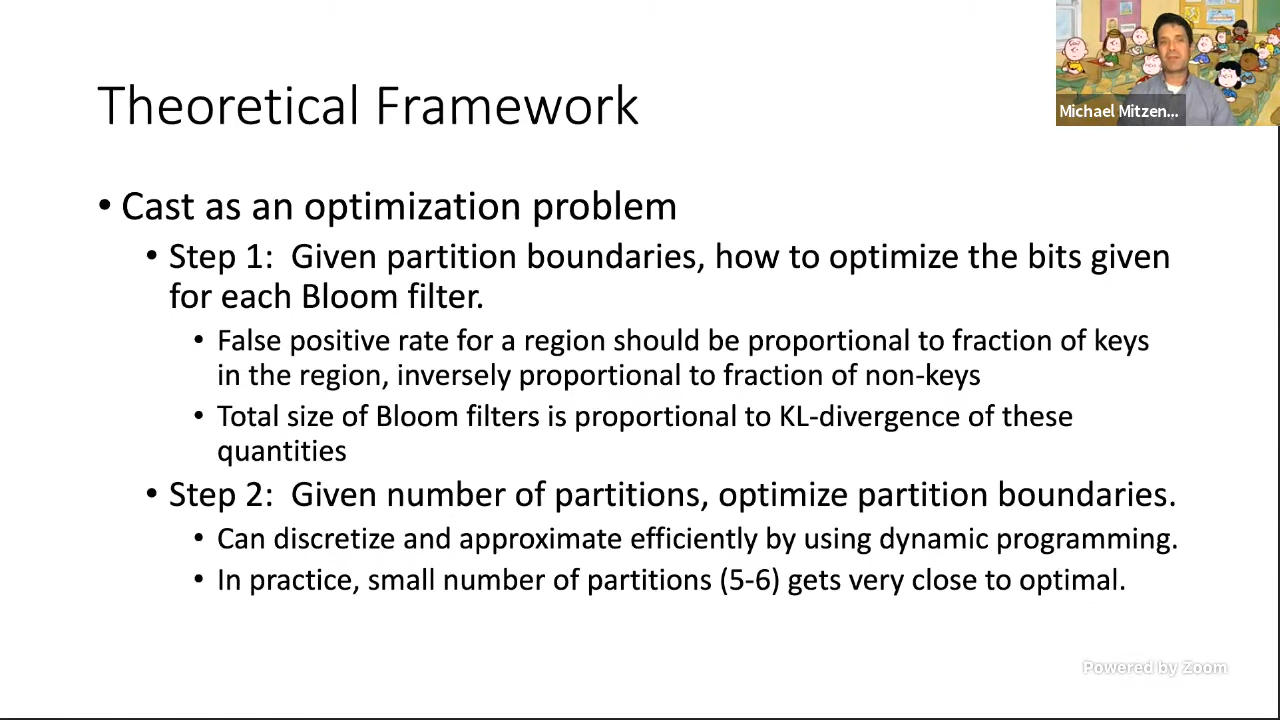 Theoretical Framework
Michael Mitzen...
• Cast as an optimization problem
• Step 1: Given partition boundaries, how to optimize the bits given
for each Bloom filter.
• False positive rate for a region should be proportional to fraction of keys
in the region, inversely proportional to fraction of non-keys
• Total size of Bloom filters is proportional to KL-divergence of these
quantities
• Step 2: Given number of partitions, optimize partition boundaries.
• Can discretize and approximate efficiently by using dynamic programming.
• In practice, small number of partitions (5-6) gets very close to optimal.
Powered by Zoom